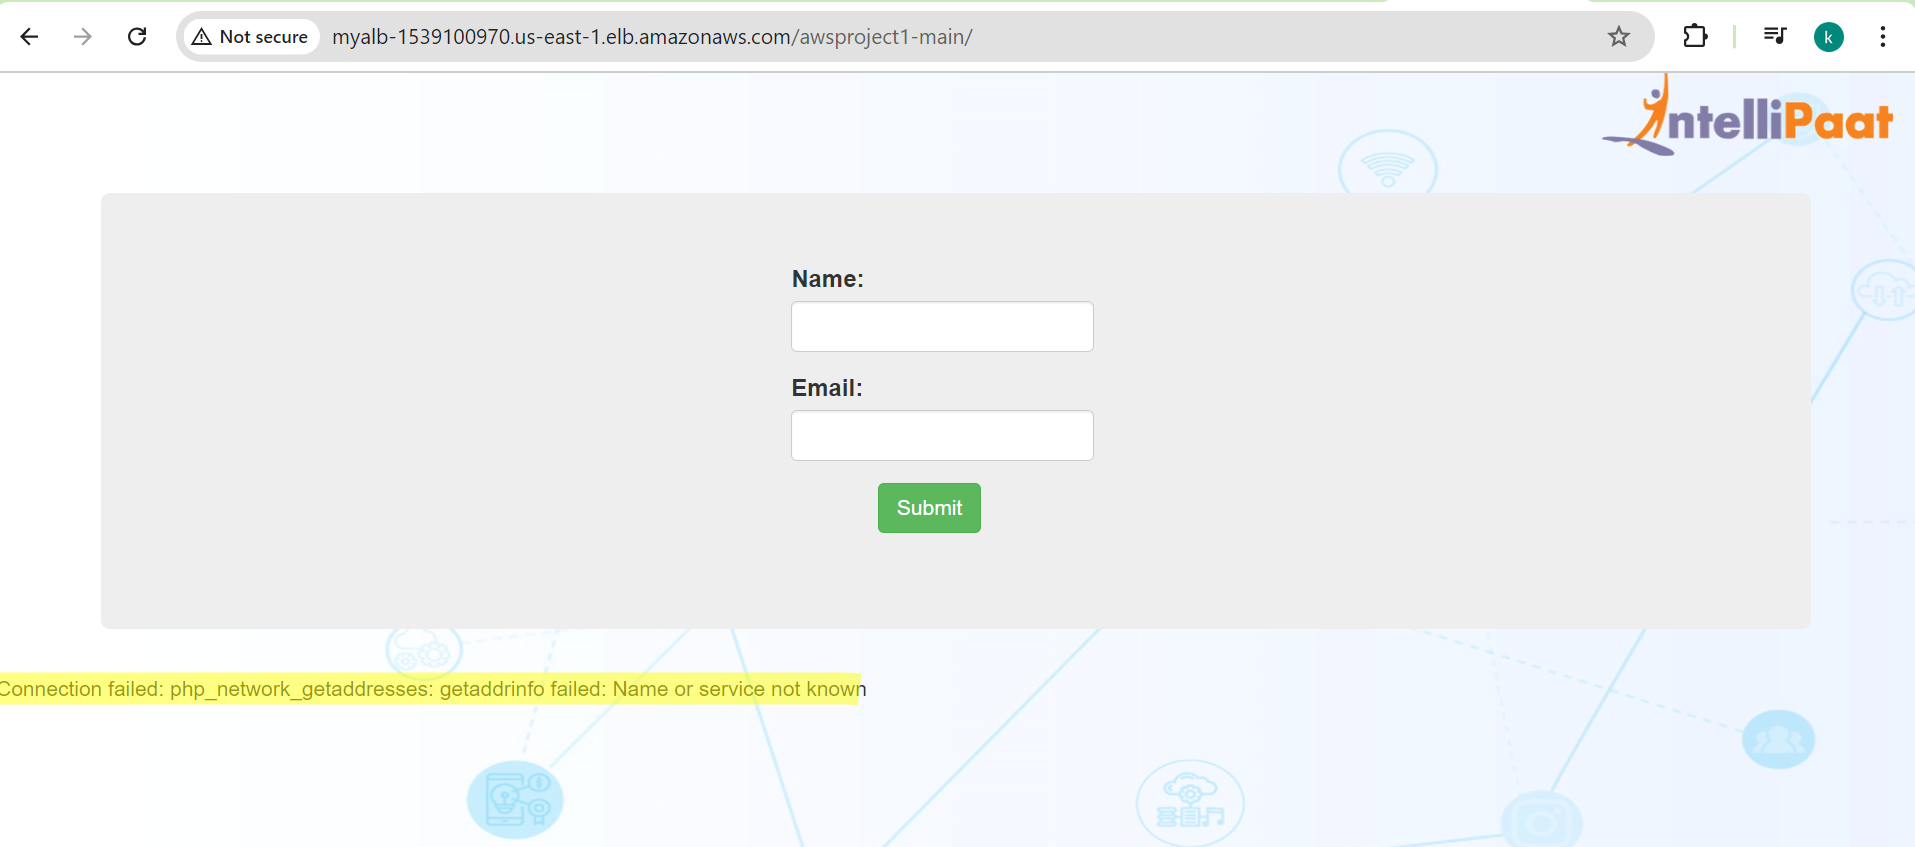 Not secure
myalb-1539100970.us-east-1.elb.amazonaws.com/awsproject1-main/
k
IntelliPaat
Name:
Email:
Submit
Connection failed: php_network_getaddresses: getaddrinfo failed: Name or service not known